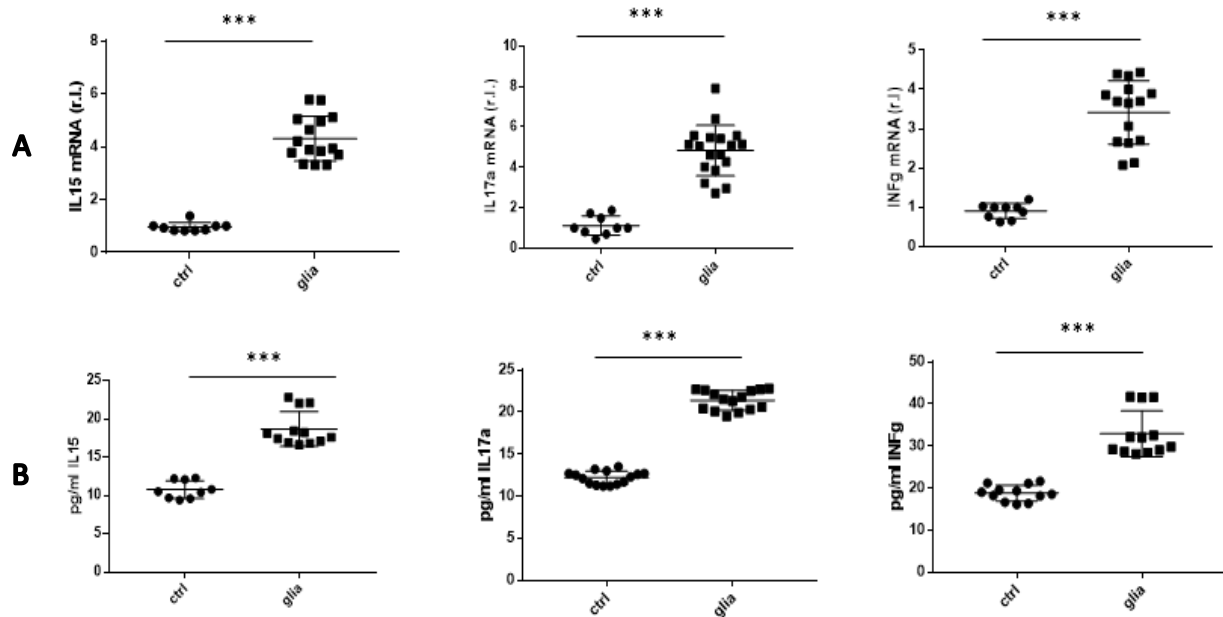 A
***
IL15 mRNA (r.l.)
8
6
4
2
0
ctrl
glia
***
IL17a mRNA (r.l.)
10
8
6
4
2
0
ctrl
glia
***
INFg mRNA (r.l)
5
4
3
2
1
0
ctrl
glia
B
***
pg/ml IL15
25
20
15
10
5
0
ctrl
glia
***
pg/ml IL17a
25
20
15
10
5
0
ctrl
glia
***
pg/ml INFg
50
40
30
20
10
0
ctrl
glia